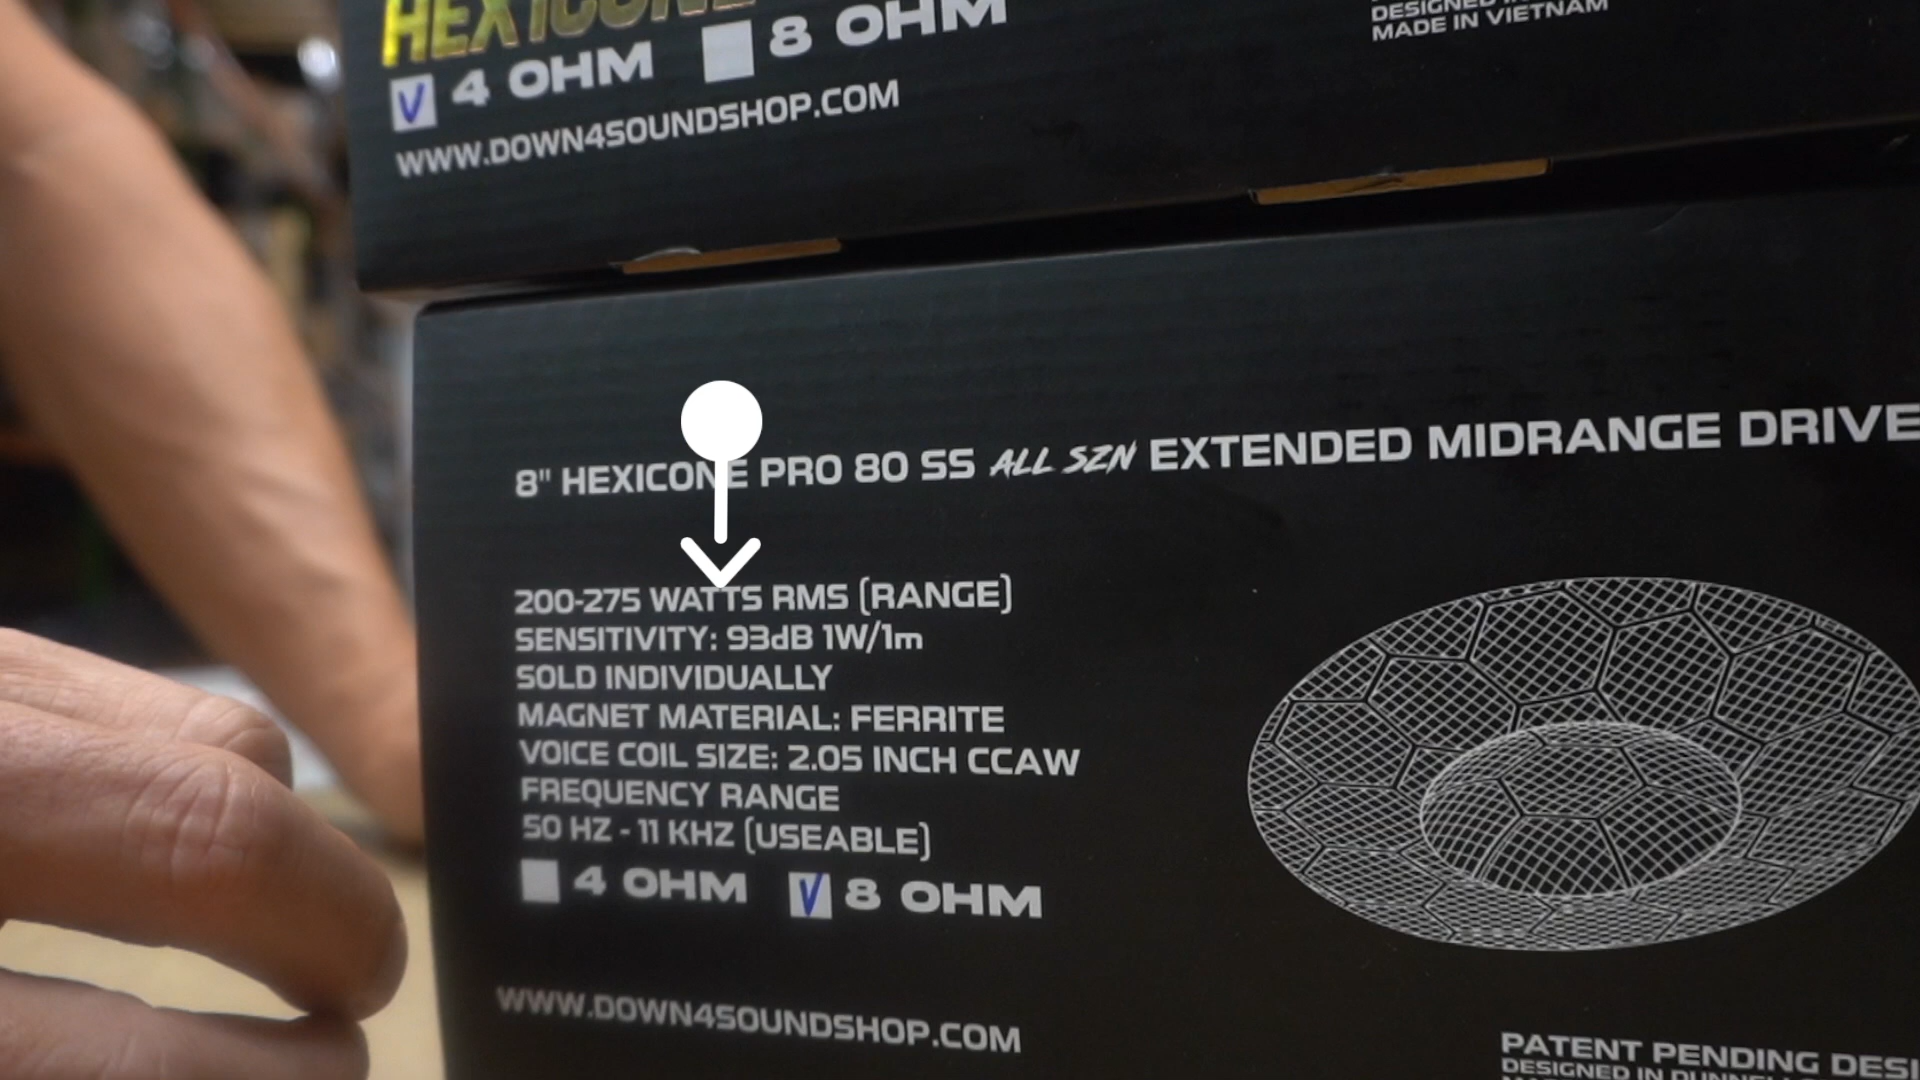 HEXICONE
4 OHM 8 OHM
WWW.DOWN4SOUNDSHOP.COM
MADE IN VIETNAM
8" HEXICONE PRO 80 SS ALL SZN EXTENDED MIDRANGE DRIVE
200-275 WATTS RMS (RANGE)
SENSITIVITY: 93dB 1W/1m
SOLD INDIVIDUALLY
MAGNET MATERIAL: FERRITE
VOICE COIL SIZE: 2.05 INCH CCAW
FREQUENCY RANGE
50 HZ - 11 KHZ (USEABLE)
4 OHM 8 OHM
WWW.DOWN4SOUNDSHOP.COM
PATENT PENDING DESI
DESIGNED IN